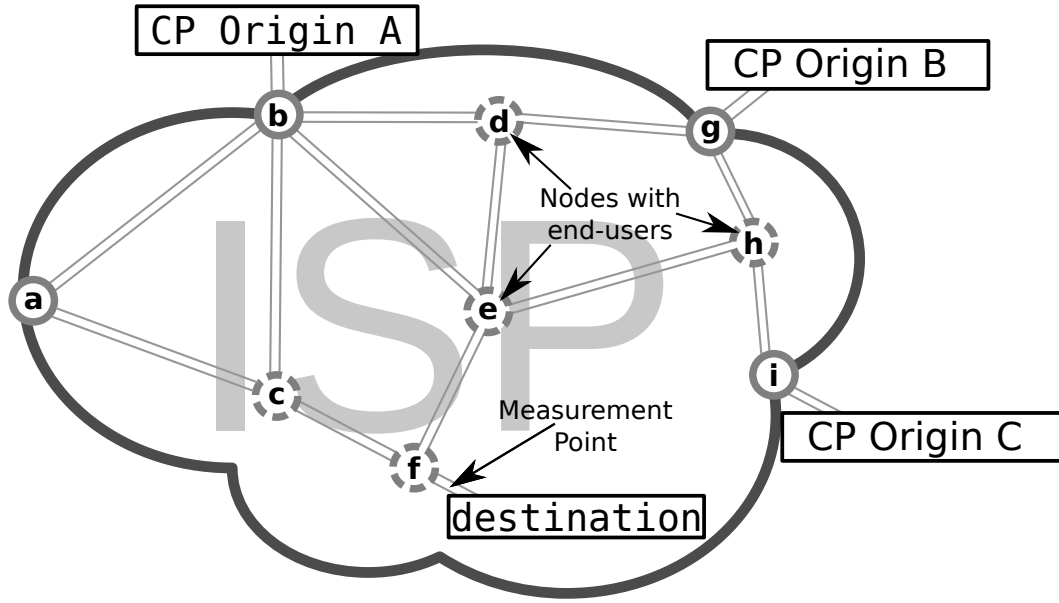 CP Origin A
CP Origin B
b
d
g
Nodes with
end-users
h
ISP
a
e
i
c
Measurement
Point
CP Origin C
f
destination